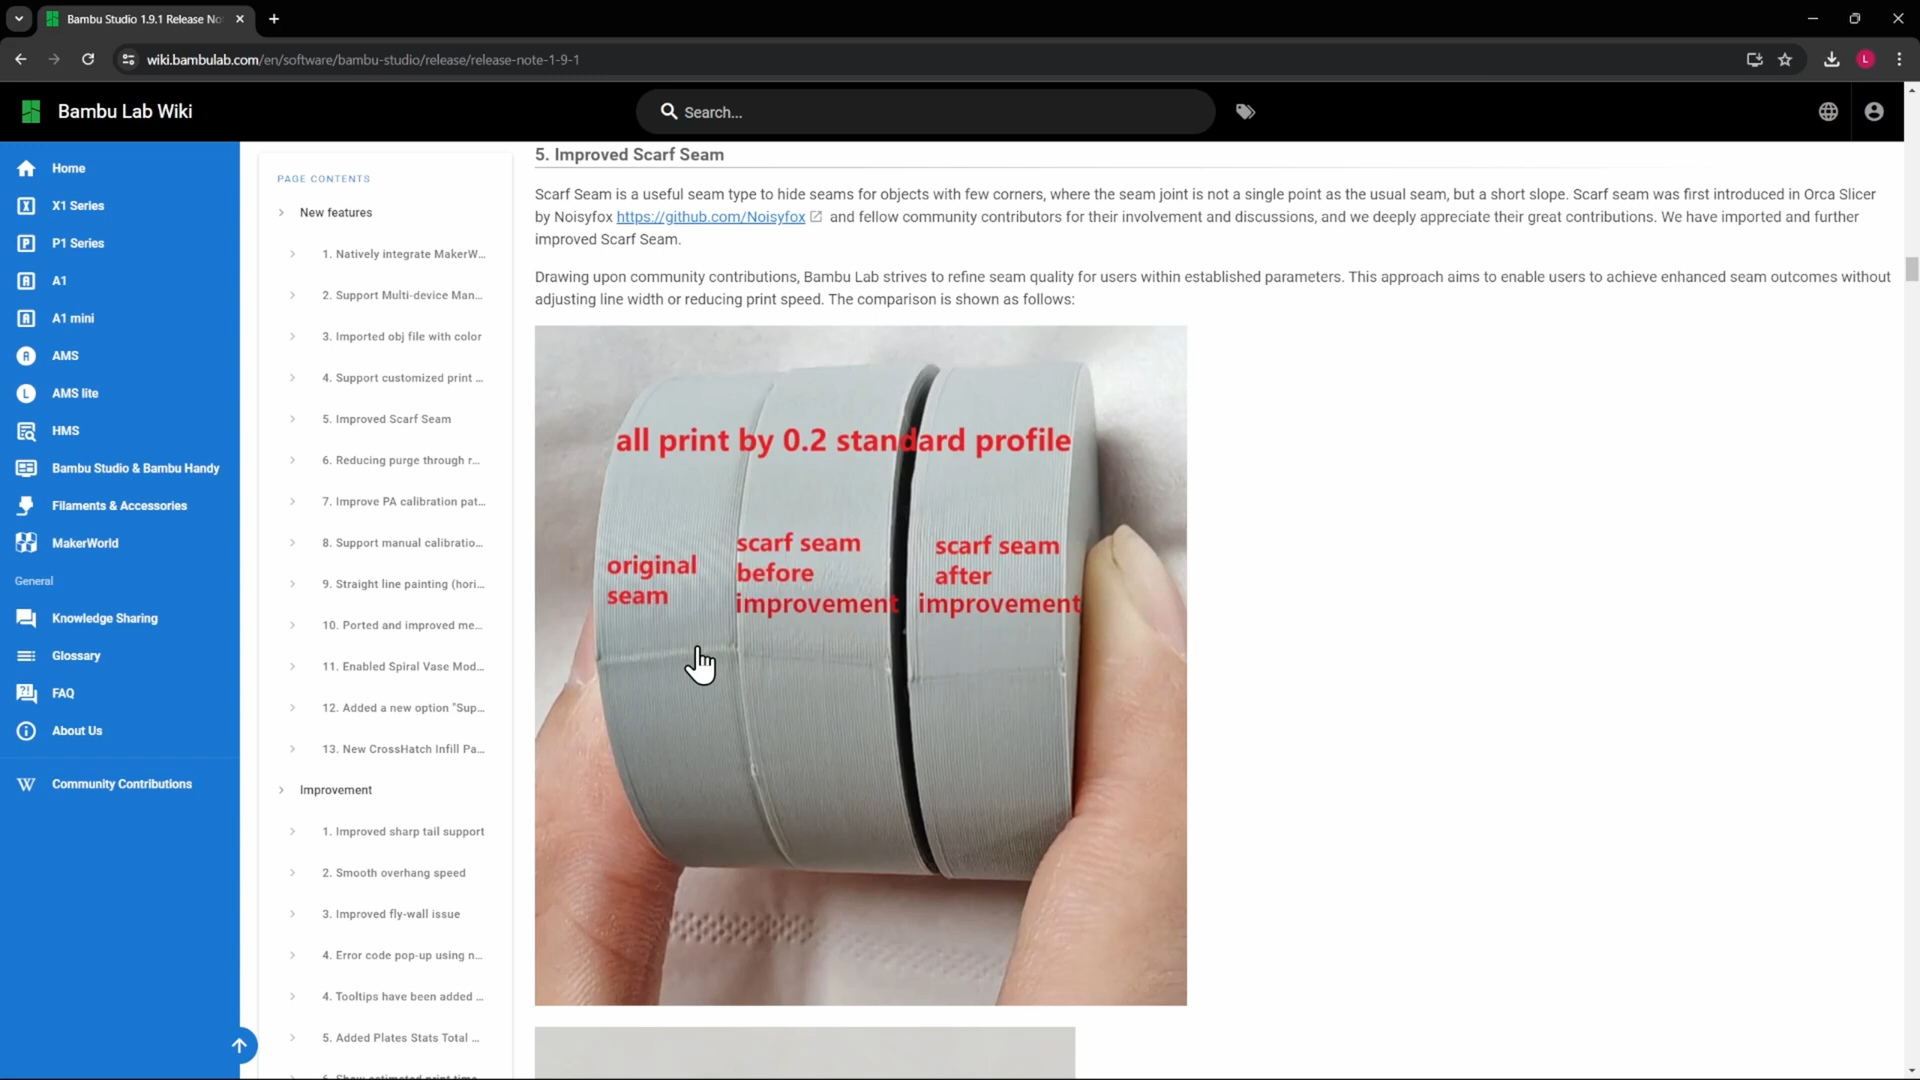 Bambu Studio 1.9.1 Release No
wiki.bambulab.com/en/software/bambu-studio/release/release-note-1-9-1
L
Bambu Lab Wiki
Search...
Home
X1 Series
P1 Series
A1
A1 mini
AMS
AMS lite
HMS
Bambu Studio & Bambu Handy
Filaments & Accessories
MakerWorld
General
Knowledge Sharing
Glossary
FAQ
About Us
Community Contributions
PAGE CONTENTS
New features
1. Natively integrate MakerW...
2. Support Multi-device Man...
3. Imported obj file with color
4. Support customized print ...
5. Improved Scarf Seam
6. Reducing purge through r...
7. Improve PA calibration pat...
8. Support manual calibratio...
9. Straight line painting (hori...
10. Ported and improved me...
11. Enabled Spiral Vase Mod...
12. Added a new option "Sup...
13. New CrossHatch Infill Pa...
Improvement
1. Improved sharp tail support
2. Smooth overhang speed
3. Improved fly-wall issue
4. Error code pop-up using n...
4. Tooltips have been added ...
5. Added Plates Stats Total ...
5. Improved Scarf Seam
Scarf Seam is a useful seam type to hide seams for objects with few corners, where the seam joint is not a single point as the usual seam, but a short slope. Scarf seam was first introduced in Orca Slicer
by Noisyfox https://github.com/Noisyfox and fellow community contributors for their involvement and discussions, and we deeply appreciate their great contributions. We have imported and further
improved Scarf Seam.
Drawing upon community contributions, Bambu Lab strives to refine seam quality for users within established parameters. This approach aims to enable users to achieve enhanced seam outcomes without
adjusting line width or reducing print speed. The comparison is shown as follows:
all print by 0.2 standard profile
original
seam
scarf seam
before
improvement
scarf seam
after
improvement